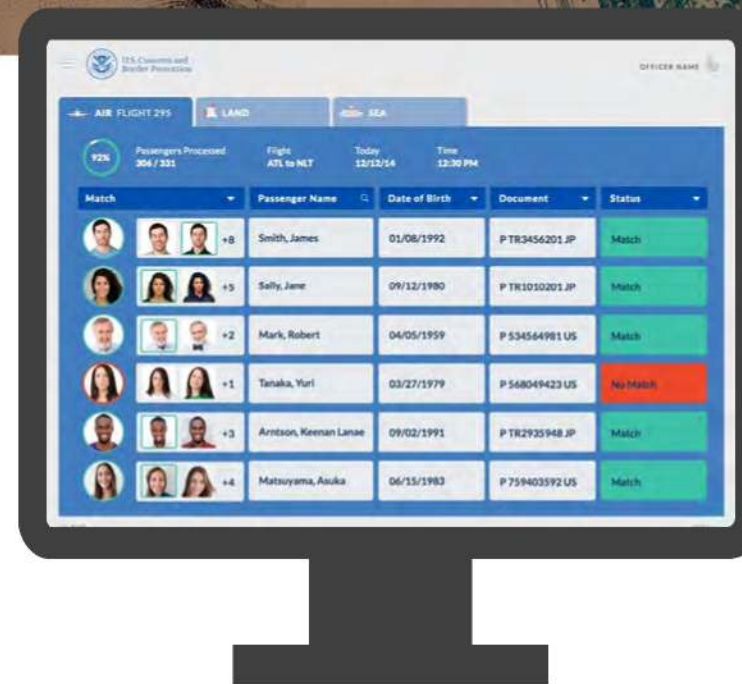 U.S. Customs and
Border Protection
OFFICER NAME
AIR FLIGHT 295
LAND
SEA
92%
Passengers Processed
306 / 331
Flight
ATL to NLT
Today
12/12/14
Time
12:30 PM
Match Passenger Name Date of Birth Document Status
+8 Smith, James 01/08/1992 P TR3456201 JP Match
+5 Sally, Jane 09/12/1980 P TR1010201 JP Match
+2 Mark, Robert 04/05/1959 P 534564981 US Match
+1 Tanaka, Yuri 03/27/1979 P 568049423 US No Match
+3 Arntson, Keenan Lanae 09/02/1991 P TR2935948 JP Match
+4 Matsuyama, Asuka 06/15/1983 P 759403592 US Match